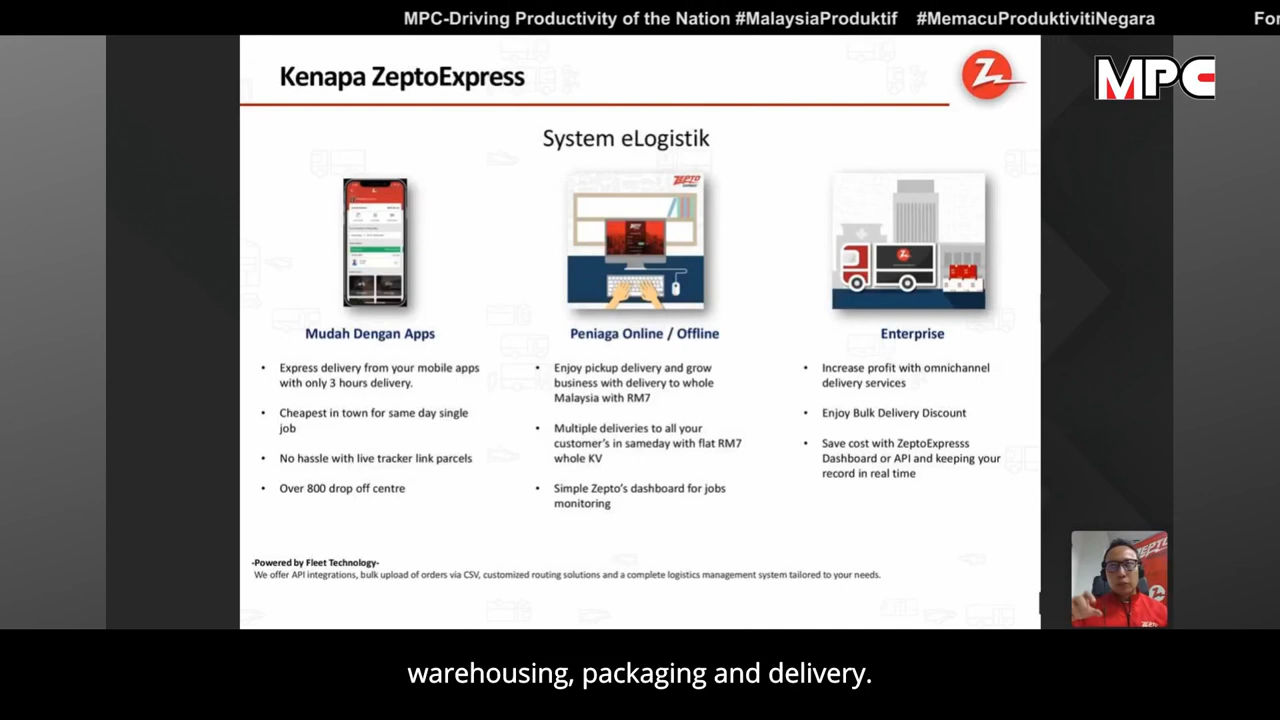 MPC-Driving Productivity of the Nation #MalaysiaProduktif #MemacuProduktivitiNegara For
Kenapa ZeptoExpress
MPC
System eLogistik
ZEPTO
Mudah Dengan Apps
• Express delivery from your mobile apps
with only 3 hours delivery.
• Cheapest in town for same day single
job
• No hassle with live tracker link parcels
• Over 800 drop off centre
Peniaga Online / Offline
• Enjoy pickup delivery and grow
business with delivery to whole
Malaysia with RM7
• Multiple deliveries to all your
customer's in sameday with flat RM7
whole KV
• Simple Zepto's dashboard for jobs
monitoring
Enterprise
• Increase profit with omnichannel
delivery services
• Enjoy Bulk Delivery Discount
• Save cost with ZeptoExpresss
Dashboard or API and keeping your
record in real time
-Powered by Fleet Technology-
We offer API integrations, bulk upload of orders via CSV, customized routing solutions and a complete logistics management system tailored to your needs.
warehousing, packaging and delivery.